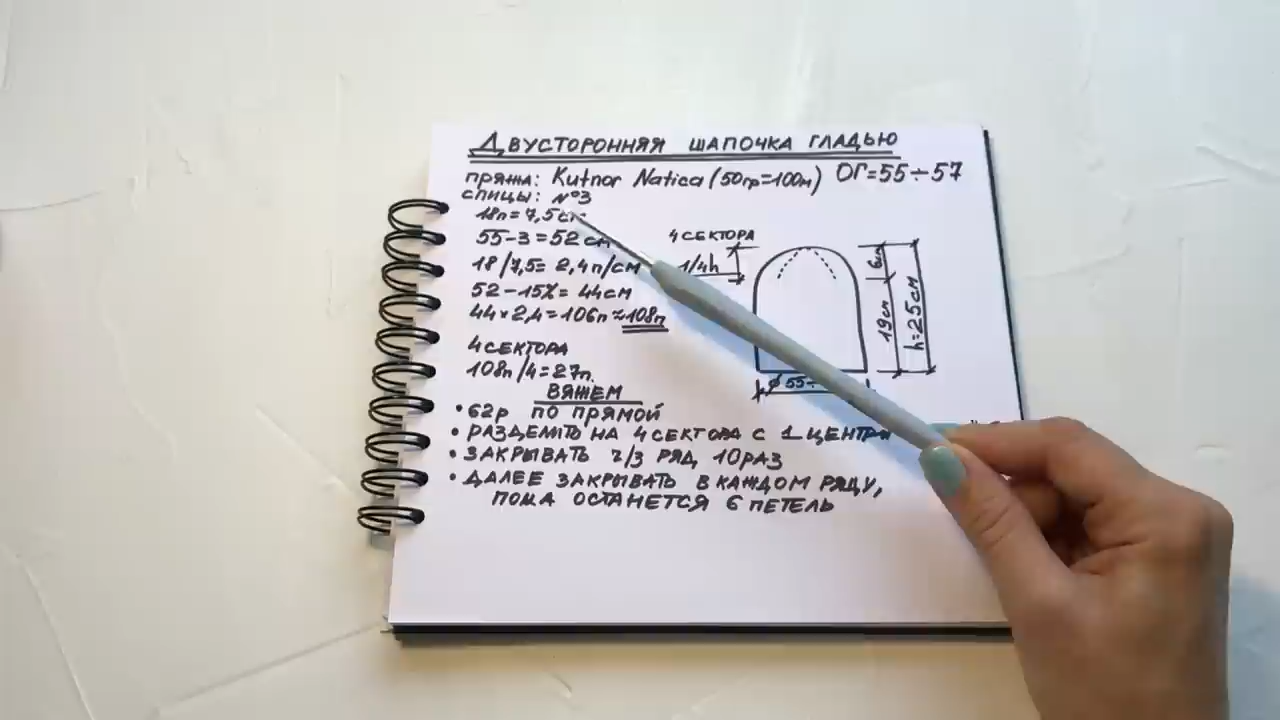 ДВУСТОРОННЯЯ ШАПОЧКА ГЛАДЬЮ
ПРЯЖА: Kutnor Natica (50гр=100м) ОГ=55÷57
СПИЦЫ: №3
18п=7,5см
55-3=52см
18/7,5= 2,4п/см
52-15%= 44см
44×2,4=106п≈108п
4 СЕКТОРА
108п/4=27п.
4 СЕКТОРА
1/4h
6см
19см
h=25см
⌀55÷
ВЯЖЕМ
• 62р ПО ПРЯМОЙ
• РАЗДЕЛИТЬ НА 4 СЕКТОРА С 1 ЦЕНТР
• ЗАКРЫВАТЬ ч/з РЯД 10РАЗ
• ДАЛЕЕ ЗАКРЫВАТЬ В КАЖДОМ РЯДУ,
ПОКА ОСТАНЕТСЯ 6 ПЕТЕЛЬ